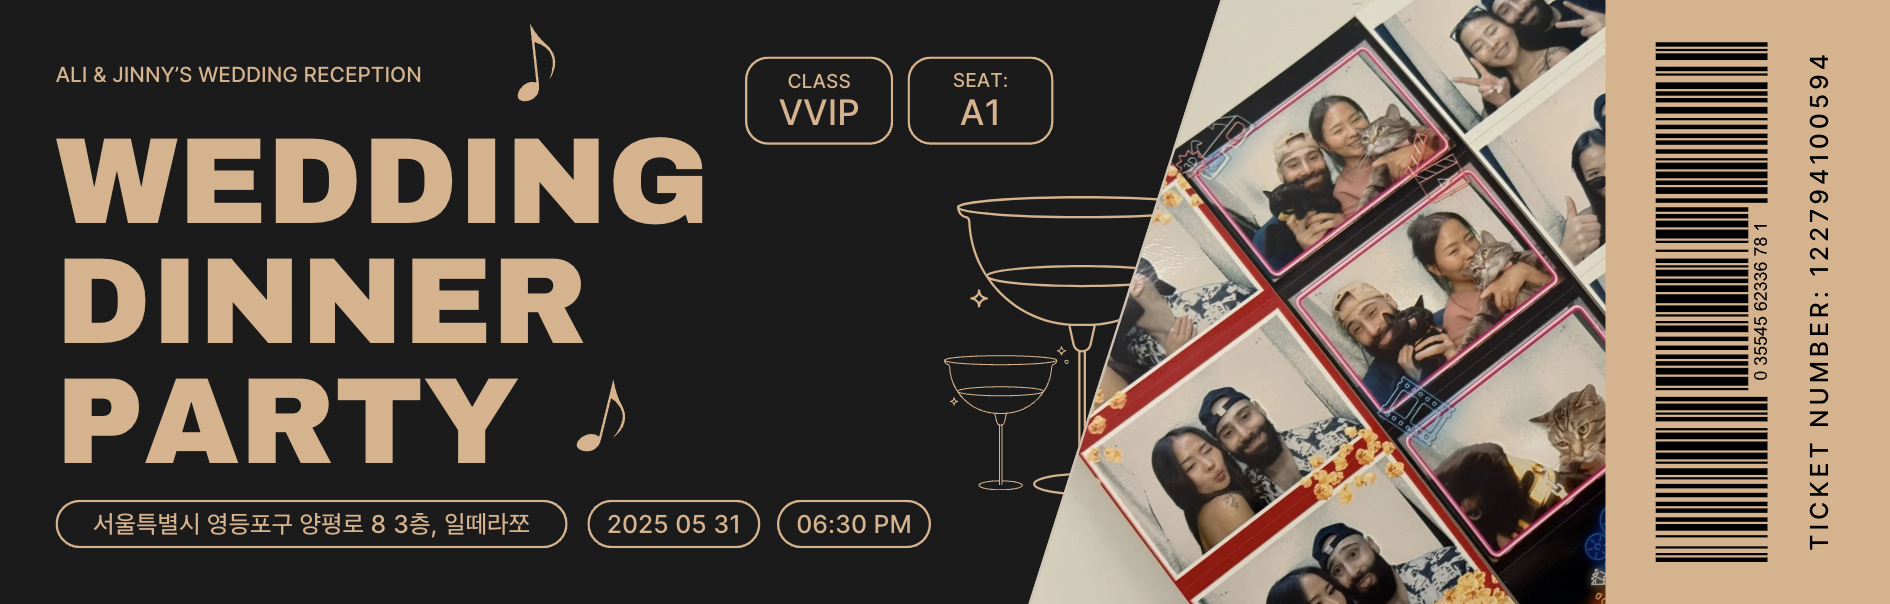 ALI & JINNY’S WEDDING RECEPTION
CLASS
VVIP
SEAT:
A1
WEDDING
DINNER
PARTY
서울특별시 영등포구 양평로 8 3층, 일떼라쪼
2025 05 31
06:30 PM
0 35545 62336 78 1
TICKET NUMBER: 1227941100594